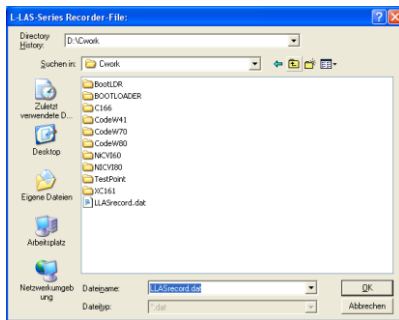 L-LAS-Series Recorder-File:
Directory
History:
D:\Cwork
Suchen in:
Cwork
Zuletzt
verwendete D...
Desktop
Eigene Dateien
Arbeitsplatz
Netzwerkumgeb
ung
BootLDR
BOOTLOADER
C166
CodeW41
CodeW70
CodeW80
NiCVI60
NICVI80
TestPoint
XC161
LLASrecord.dat
Dateiname:
LLASrecord.dat
OK
Dateityp:
*.dat
Abbrechen